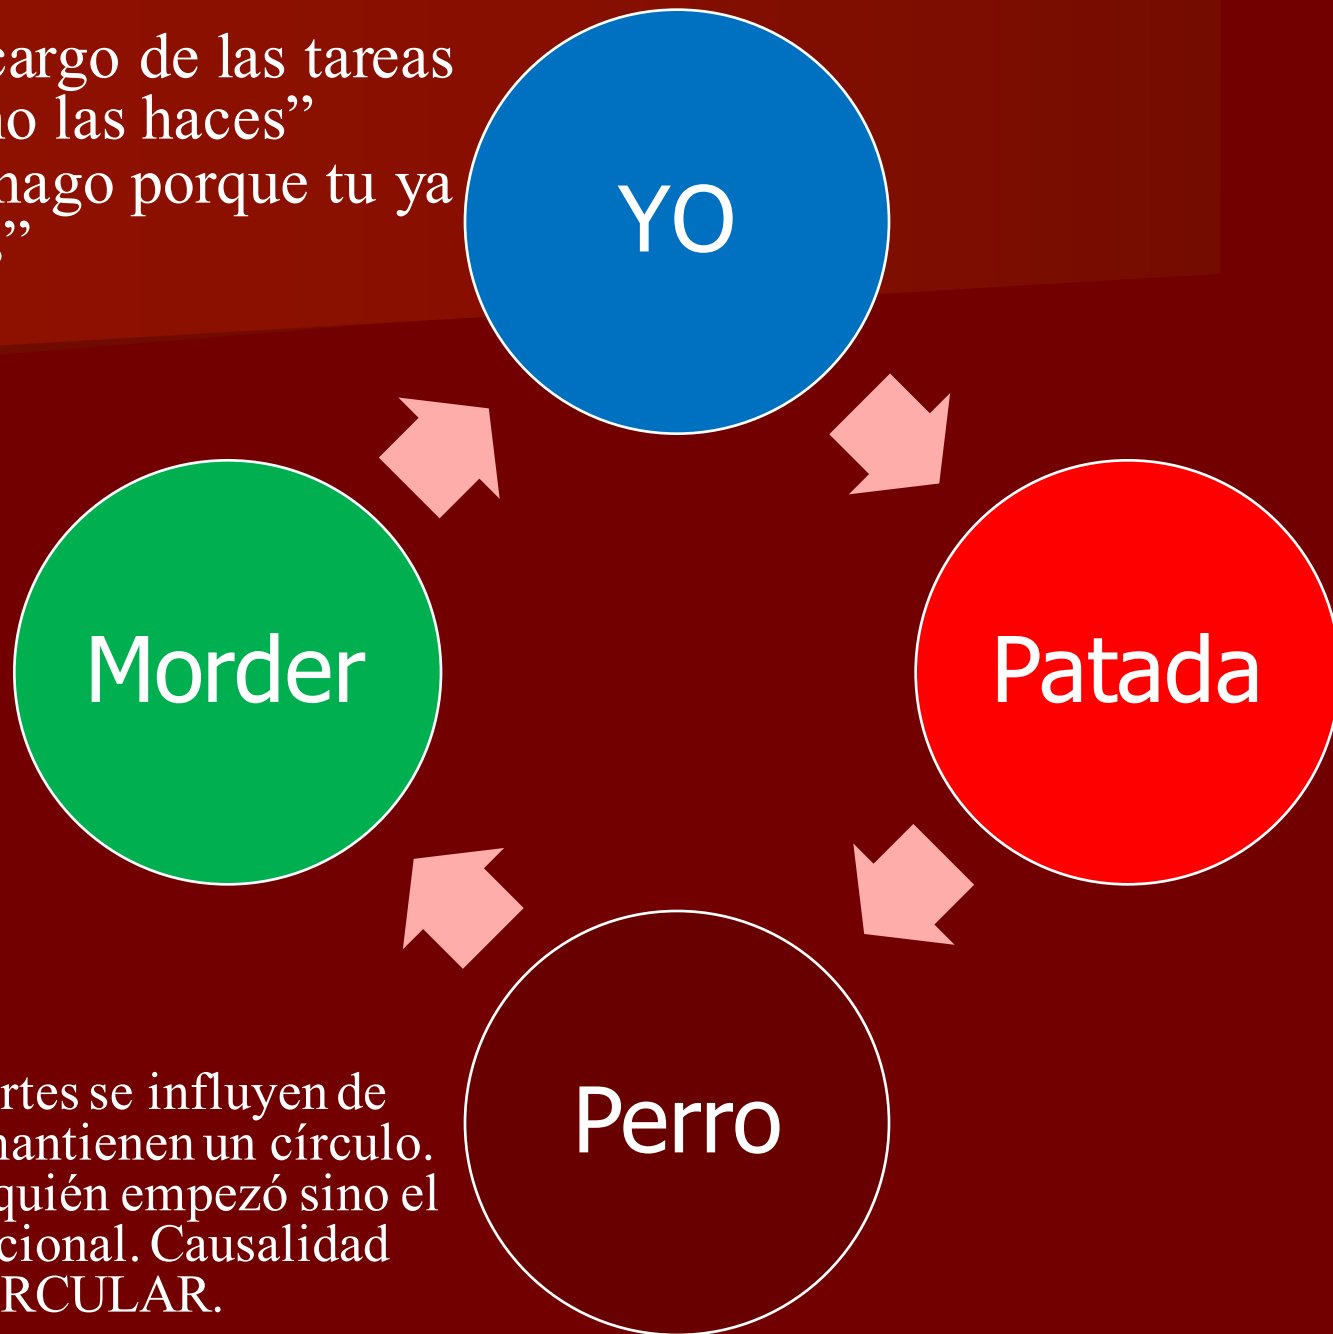 cargo de las tareas
no las haces”
hago porque tu ya
”
YO
Morder
Patada
Perro
rtes se influyen de
mantienen un círculo.
quién empezó sino el
cional. Causalidad
RCULAR.